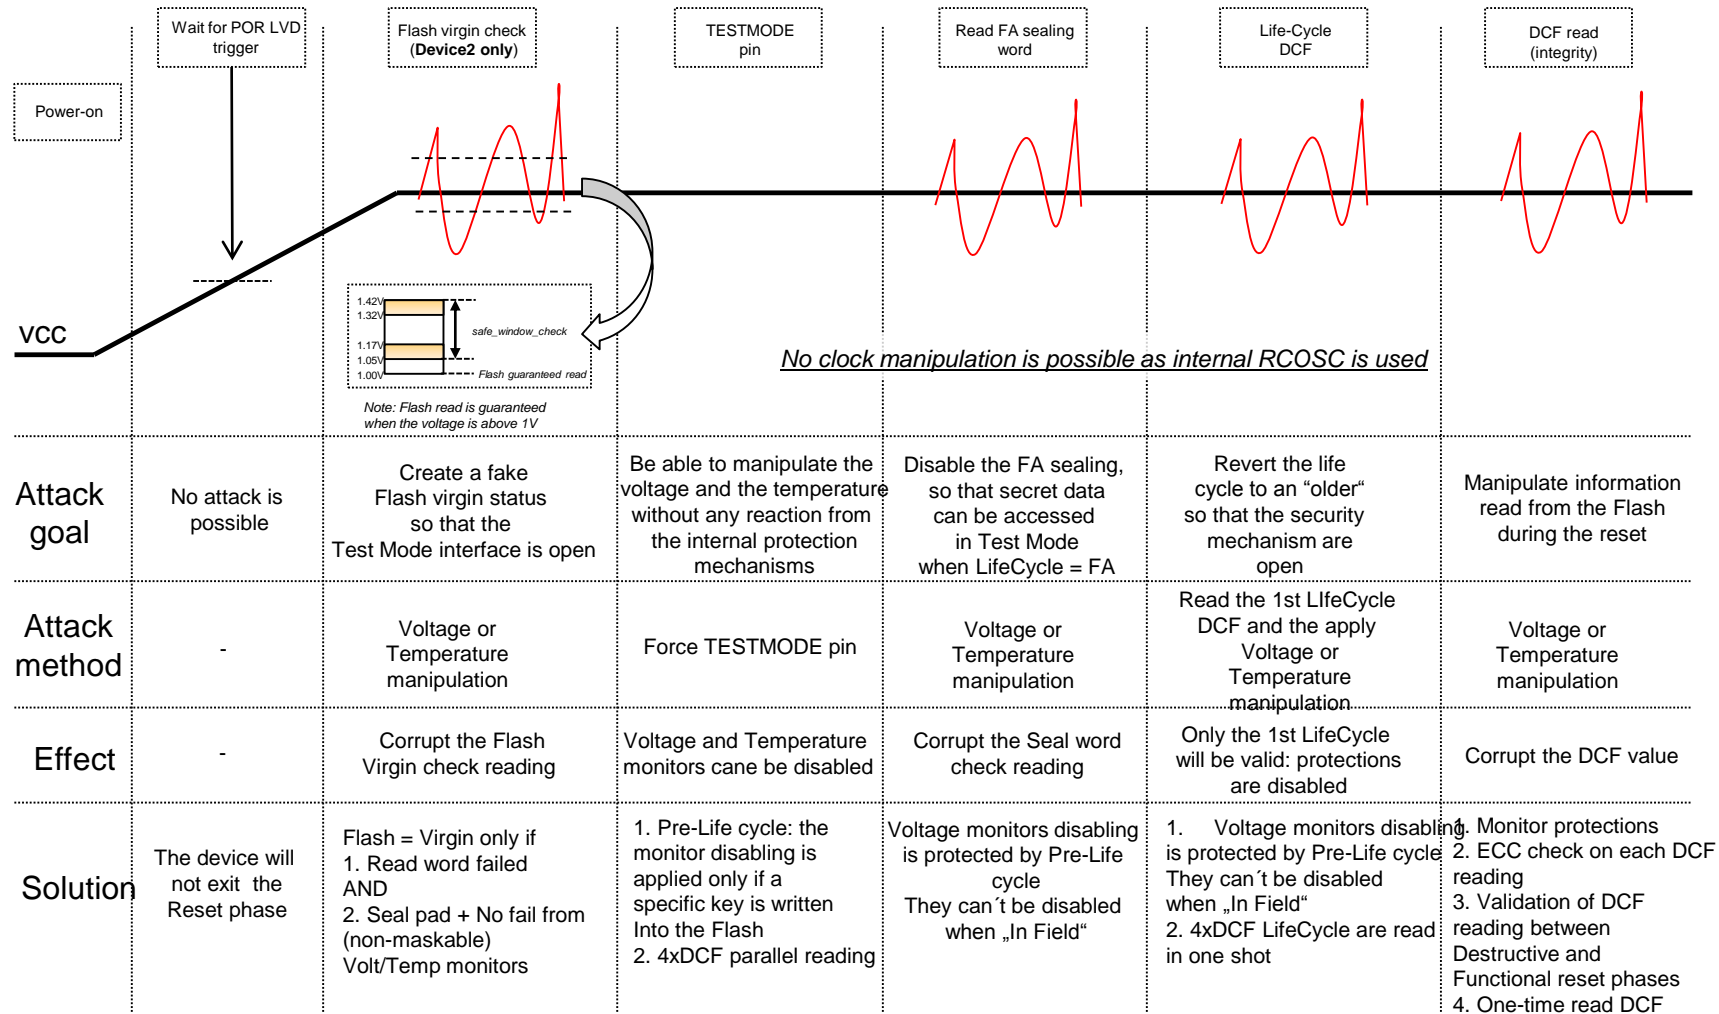 Wait for POR LVD
trigger
Flash virgin check
(Device2 only)
TESTMODE
pin
Read FA sealing
word
Life-Cycle
DCF
DCF read
(integrity)
Power-on
vcc
1.42V
1.32V
1.17V
1.05V
1.00V
safe_window_check
Flash guaranteed read
Note: Flash read is guaranteed
when the voltage is above 1V
No clock manipulation is possible as internal RCOSC is used
Attack
goal
No attack is
possible
Create a fake
Flash virgin status
so that the
Test Mode interface is open
Be able to manipulate the
voltage and the temperature
without any reaction from
the internal protection
mechanisms
Disable the FA sealing,
so that secret data
can be accessed
in Test Mode
when LifeCycle = FA
Revert the life
cycle to an “older“
so that the security
mechanism are
open
Manipulate information
read from the Flash
during the reset
Attack
method
-
Voltage or
Temperature
manipulation
Force TESTMODE pin
Voltage or
Temperature
manipulation
Read the 1st LIfeCycle
DCF and the apply
Voltage or
Temperature
manipulation
Voltage or
Temperature
manipulation
Effect
-
Corrupt the Flash
Virgin check reading
Voltage and Temperature
monitors cane be disabled
Corrupt the Seal word
check reading
Only the 1st LifeCycle
will be valid: protections
are disabled
Corrupt the DCF value
Solution
The device will
not exit the
Reset phase
Flash = Virgin only if
1. Read word failed
AND
2. Seal pad + No fail from
(non-maskable)
Volt/Temp monitors
1. Pre-Life cycle: the
monitor disabling is
applied only if a
specific key is written
Into the Flash
2. 4xDCF parallel reading
Voltage monitors disabling
is protected by Pre-Life
cycle
They can´t be disabled
when „In Field“
1. Voltage monitors disabling
is protected by Pre-Life cycle
They can´t be disabled
when „In Field“
2. 4xDCF LifeCycle are read
in one shot
1. Monitor protections
2. ECC check on each DCF
reading
3. Validation of DCF
reading between
Destructive and
Functional reset phases
4. One-time read DCF